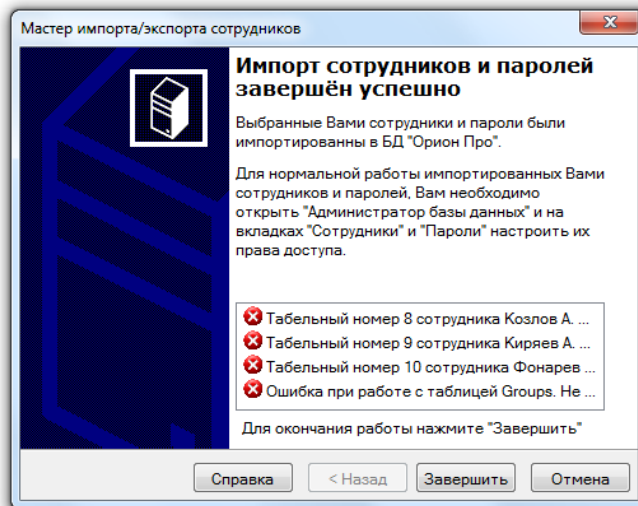 Мастер импорта/экспорта сотрудников
Импорт сотрудников и паролей
завершён успешно
Выбранные Вами сотрудники и пароли были
импортированны в БД "Орион Про".
Для нормальной работы импортированных Вами
сотрудников и паролей, Вам необходимо
открыть "Администратор базы данных" и на
вкладках "Сотрудники" и "Пароли" настроить их
права доступа.
Табельный номер 8 сотрудника Козлов А. ...
Табельный номер 9 сотрудника Киряев А. ...
Табельный номер 10 сотрудника Фонарев ...
Ошибка при работе с таблицей Groups. Не ...
Для окончания работы нажмите "Завершить"
Справка
< Назад
Завершить
Отмена